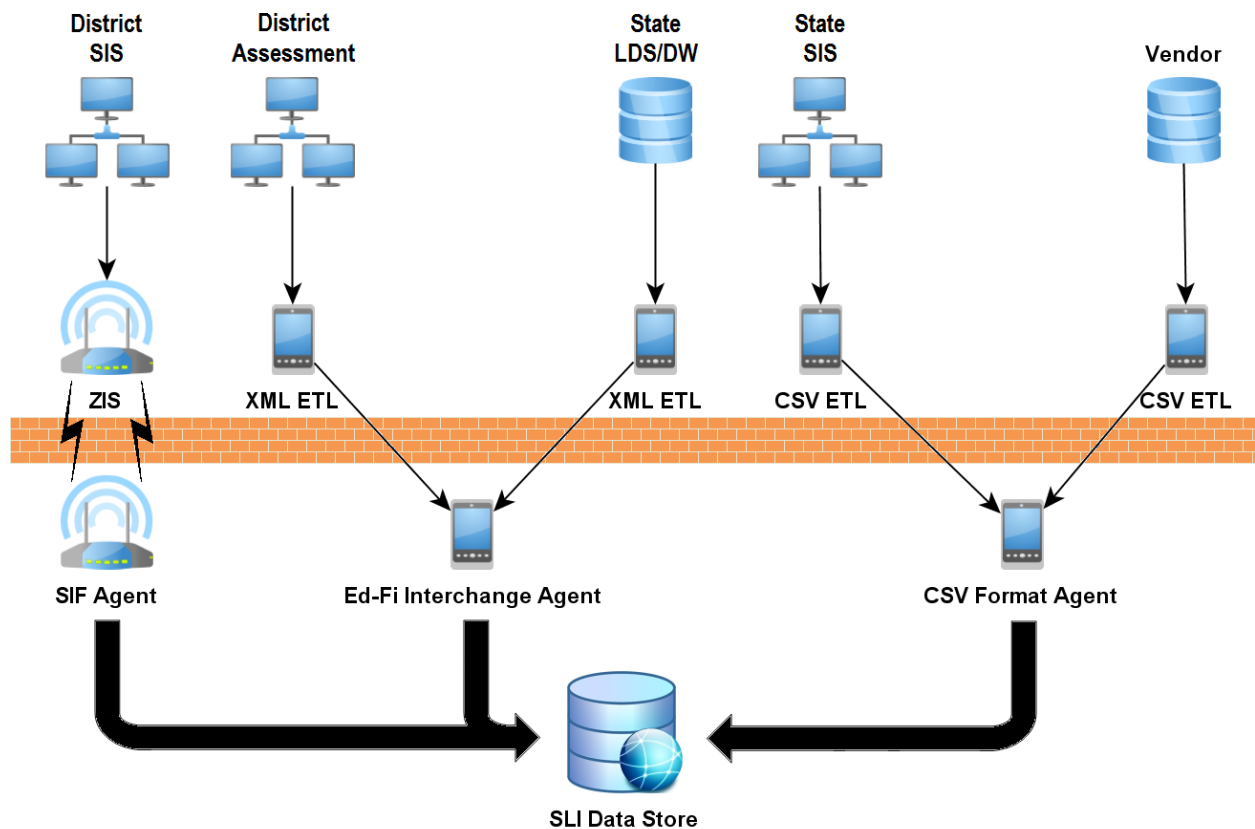 District
SIS
District
Assessment
State
LDS/DW
State
SIS
Vendor
ZIS
XML ETL
XML ETL
CSV ETL
CSV ETL
SIF Agent
Ed-Fi Interchange Agent
CSV Format Agent
SLI Data Store